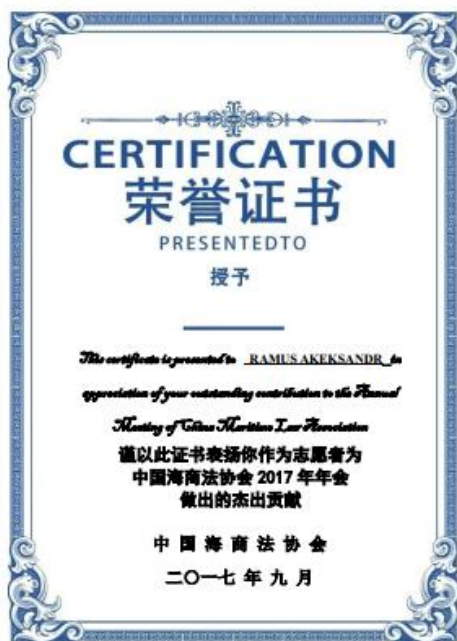 CERTIFICATION
荣誉证书
PRESENTEDTO
授予
This certificate is presented to RAMUS AKEKSANDR in
appreciation of your outstanding contribution to the Annual
Meeting of China Maritime Law Association
谨以此证书表扬你作为志愿者为
中国海商法协会 2017 年年会
做出的杰出贡献
中 国 海 商 法 协 会
二〇一七 年 九 月